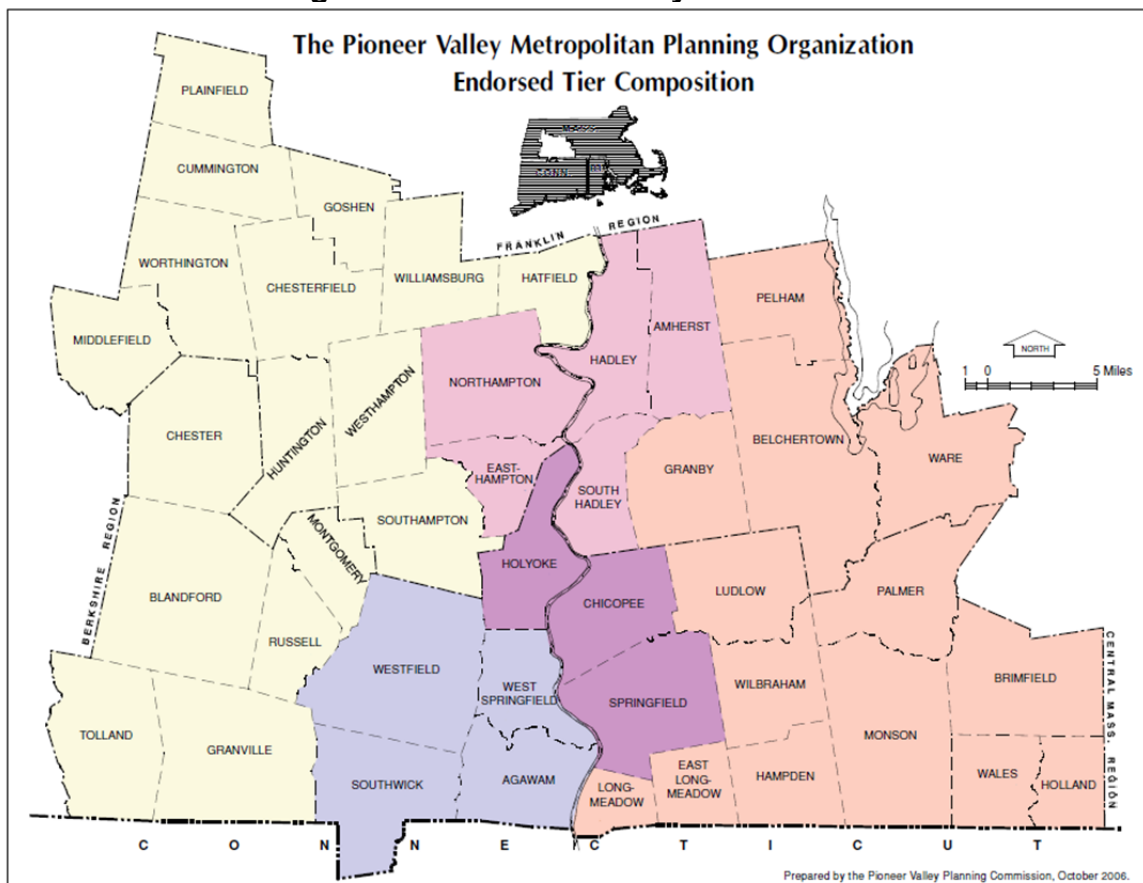 The Pioneer Valley Metropolitan Planning Organization
Endorsed Tier Composition
PLAINFIELD
MASS.
CUMMINGTON
CONN.
R.I.
GOSHEN
FRANKLIN REGION
WORTHINGTON
CHESTERFIELD
WILLIAMSBURG
HATFIELD
PELHAM
MIDDLEFIELD
AMHERST
NORTH
HADLEY
1 0 5 Miles
NORTHAMPTON
WESTHAMPTON
CHESTER
HUNTINGTON
BELCHERTOWN
WARE
EAST-
HAMPTON
GRANBY
SOUTH
HADLEY
SOUTHAMPTON
MONTGOMERY
BERKSHIRE REGION
HOLYOKE
BLANDFORD
CHICOPEE
LUDLOW
PALMER
RUSSELL
WESTFIELD
WEST
SPRINGFIELD
SPRINGFIELD
WILBRAHAM
BRIMFIELD
CENTRAL MASS. REGION
TOLLAND
GRANVILLE
MONSON
SOUTHWICK
AGAWAM
LONG-
MEADOW
EAST
LONG-
MEADOW
HAMPDEN
WALES
HOLLAND
CONNECTICUT
Prepared by the Pioneer Valley Planning Commission, October 2006.